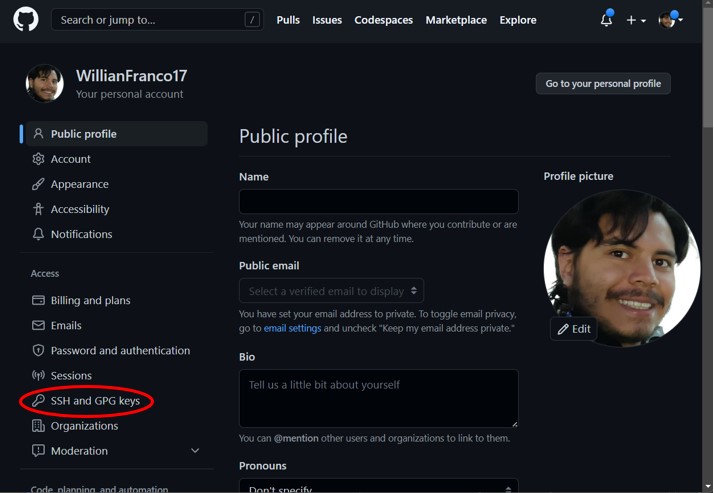 Search or jump to...
/
Pulls
Issues
Codespaces
Marketplace
Explore
WillianFranco17
Your personal account
Go to your personal profile
Public profile
Account
Appearance
Accessibility
Notifications
Access
Billing and plans
Emails
Password and authentication
Sessions
SSH and GPG keys
Organizations
Moderation
Code, planning, and automation
Public profile
Name
Your name may appear around GitHub where you contribute or are
mentioned. You can remove it at any time.
Public email
Select a verified email to display
You have set your email address to private. To toggle email privacy,
go to email settings and uncheck "Keep my email address private."
Bio
Tell us a little bit about yourself
You can @mention other users and organizations to link to them.
Pronouns
Don't specify
Profile picture
Edit